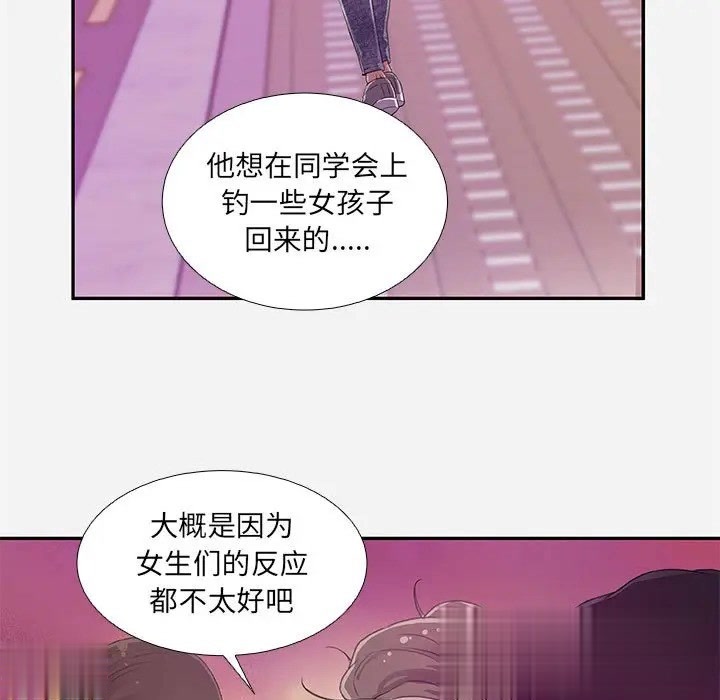 他想在同学会上
钓一些女孩子
回来的.....
大概是因为
女生们的反应
都不太好吧